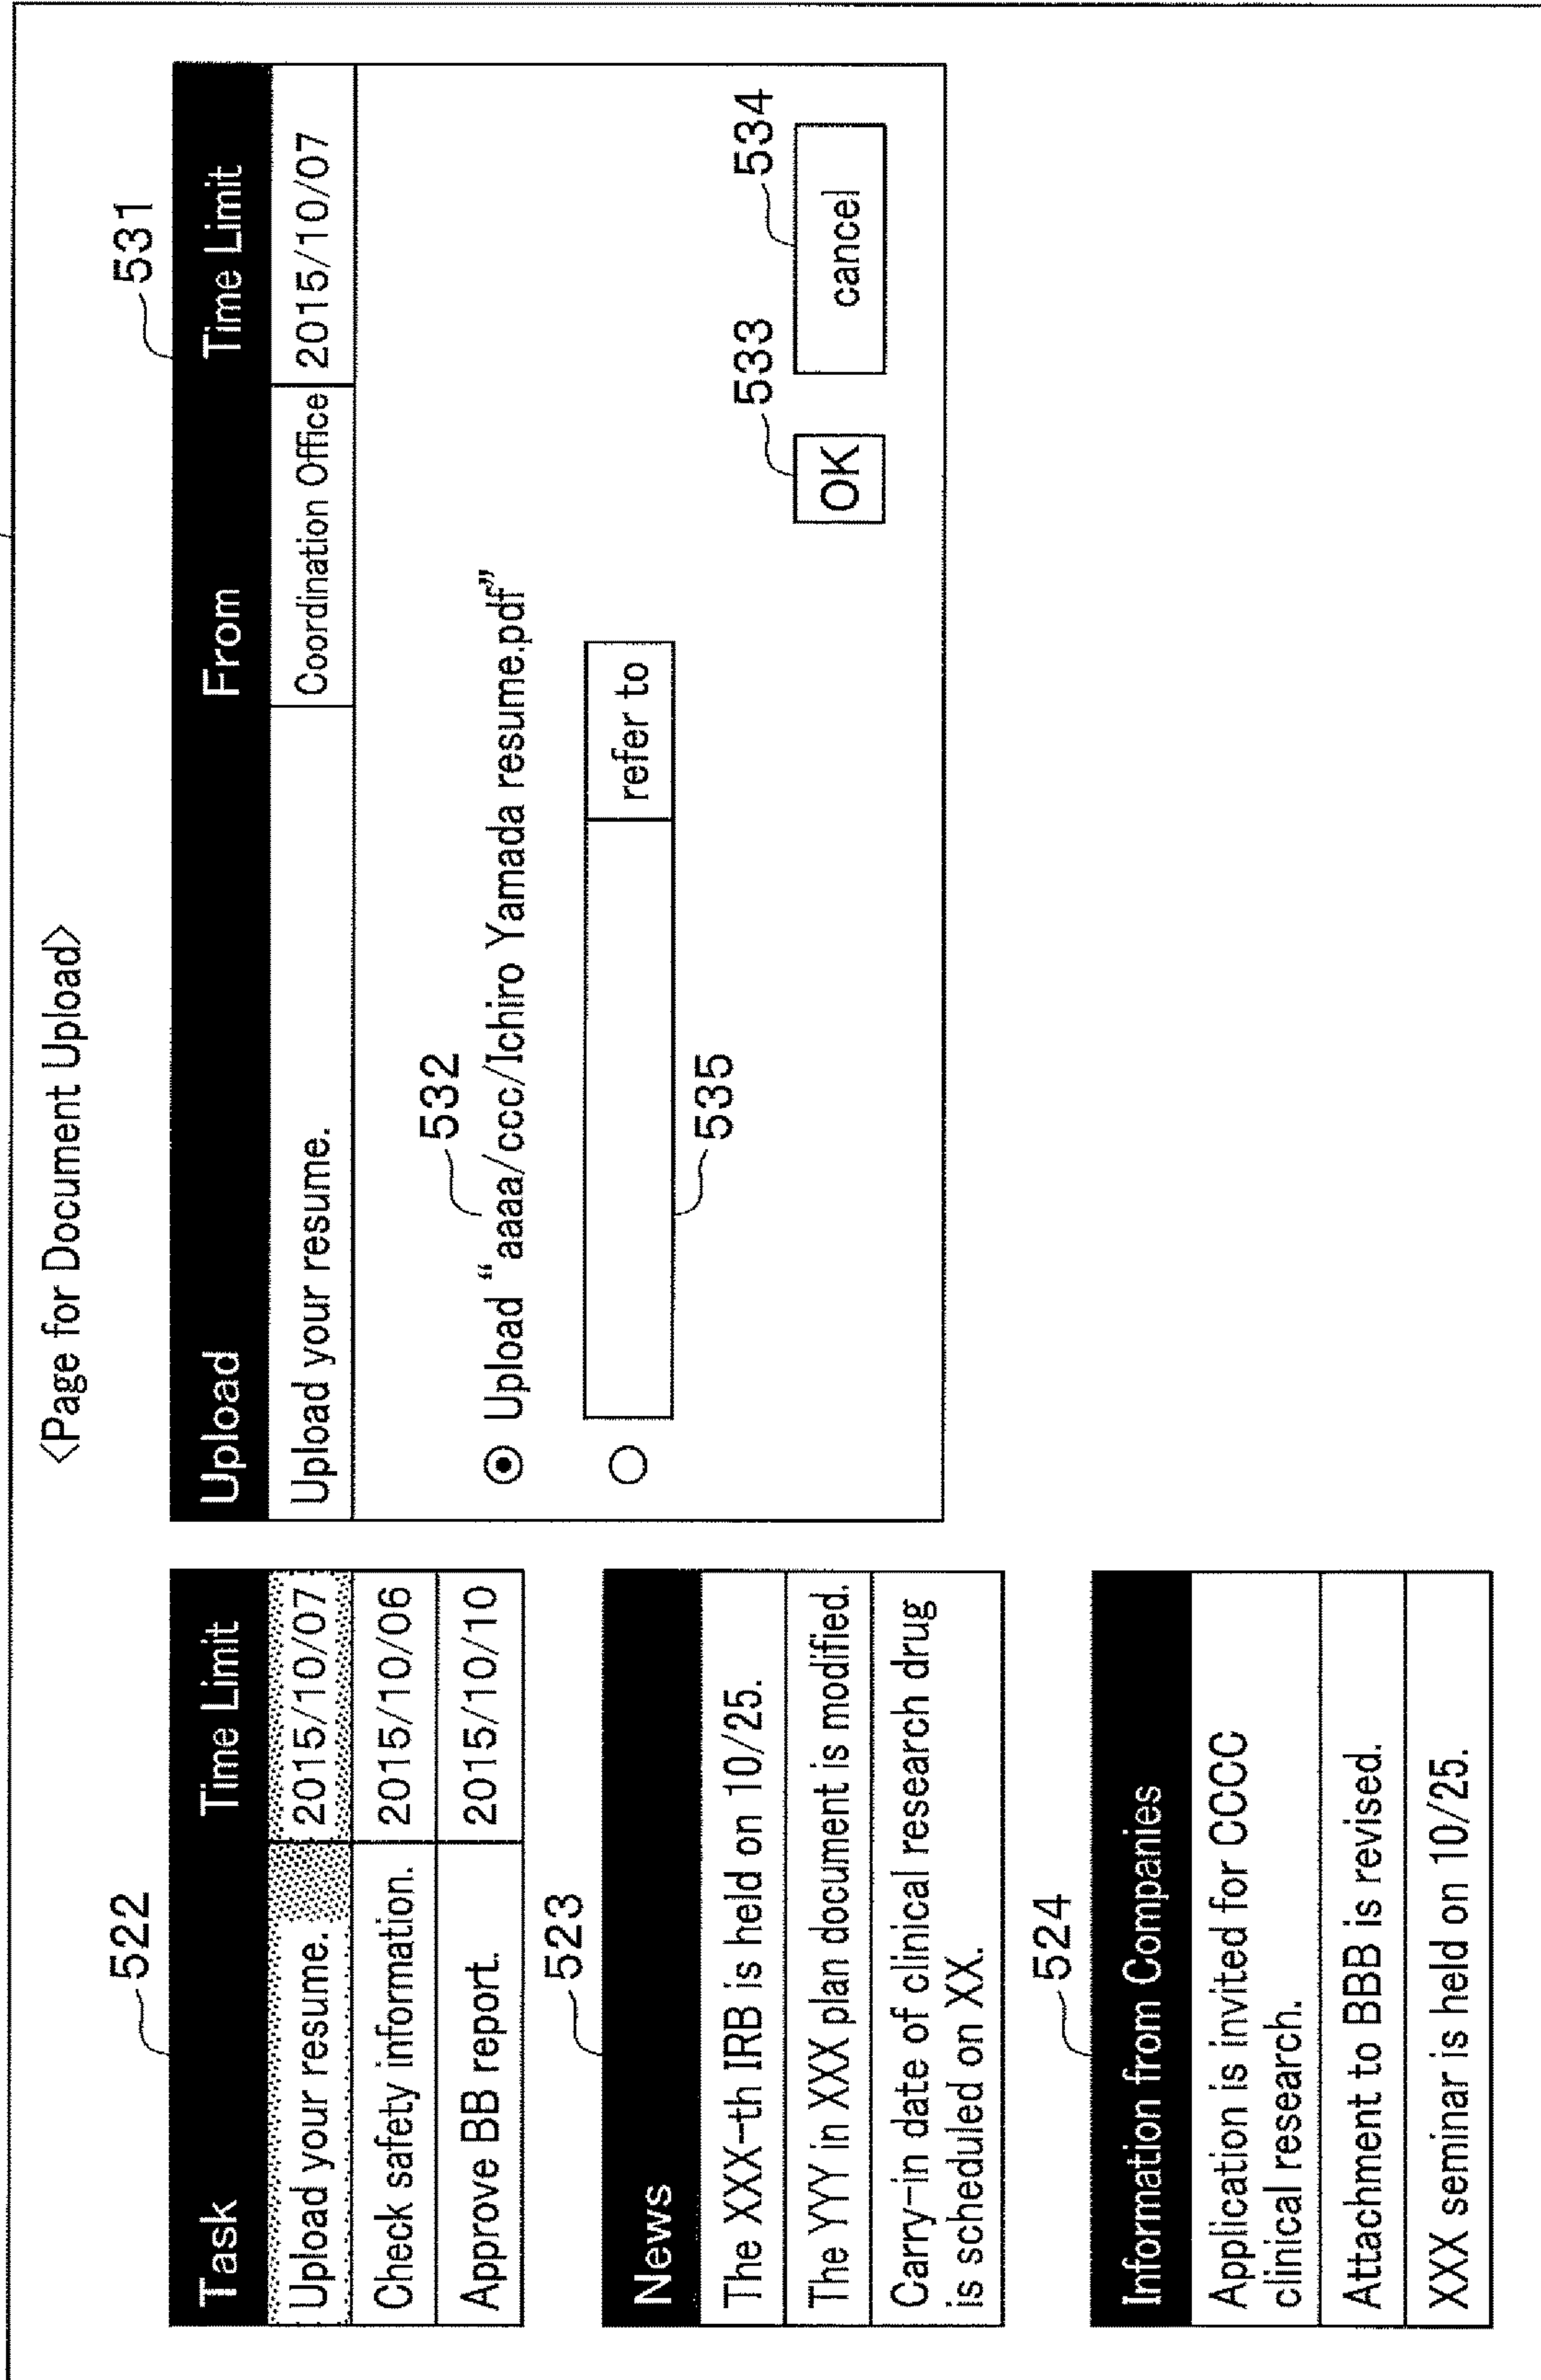 <Page for Document Upload>
522
Task Time Limit
Upload your resume. 2015/10/07
Check safety information. 2015/10/06
Approve BB report. 2015/10/10
523
News
The XXX-th IRB is held on 10/25.
The YYY in XXX plan document is modified.
Carry-in date of clinical research drug
is scheduled on XX.
524
Information from Companies
Application is invited for CCCC
clinical research.
Attachment to BBB is revised.
XXX seminar is held on 10/25.
531
Upload From Time Limit
Upload your resume. Coordination Office 2015/10/07
532
Upload “aaaa/ccc/Ichiro Yamada resume.pdf”
refer to
535
533
534
OK
cancel